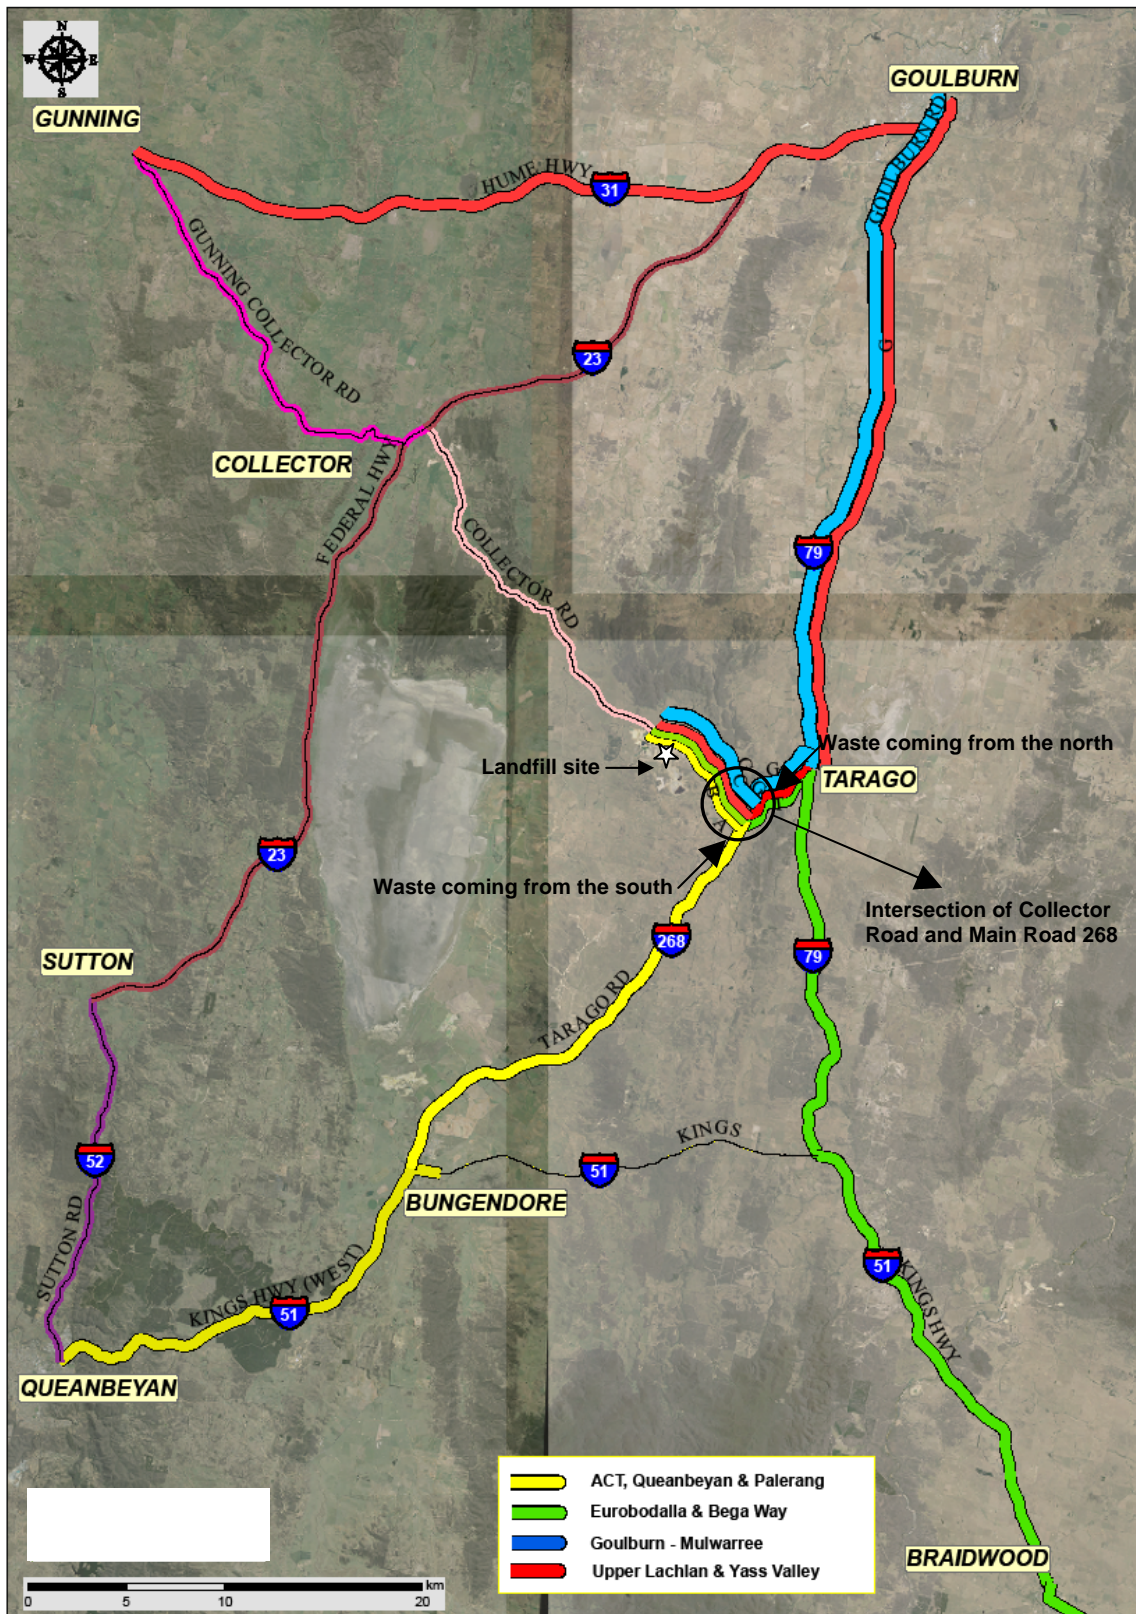 N
W E
S
GOULBURN
GUNNING
GOULBURN RD
HUME HWY
31
GUNNING COLLECTOR RD
23
G
COLLECTOR
FEDERAL HWY
COLLECTOR RD
79
Waste coming from the north
Landfill site
TARAGO
23
Waste coming from the south
Intersection of Collector
Road and Main Road 268
268
79
SUTTON
TARAGO RD
KINGS
52
51
BUNGENDORE
SUTTON RD
KINGS HWY (WEST)
51
51
KINGS HWY
QUEANBEYAN
ACT, Queanbeyan & Palerang
Eurobodalla & Bega Way
Goulburn - Mulwarree
Upper Lachlan & Yass Valley
BRAIDWOOD
km
0 5 10 20